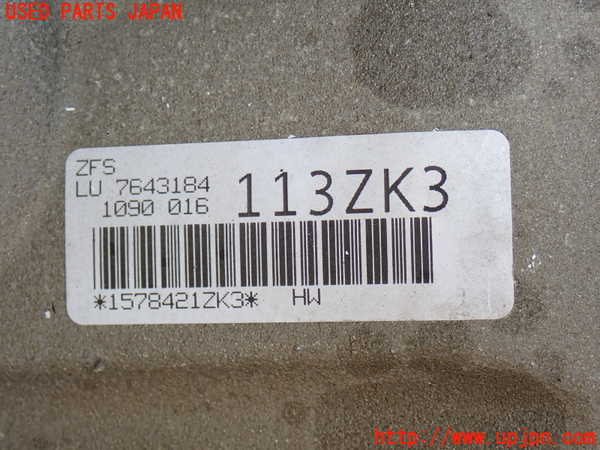 USED PARTS JAPAN
ZFS
LU 7643184
1090 016
113ZK3
*1578421ZK3* HW
http://www.upjpn.com